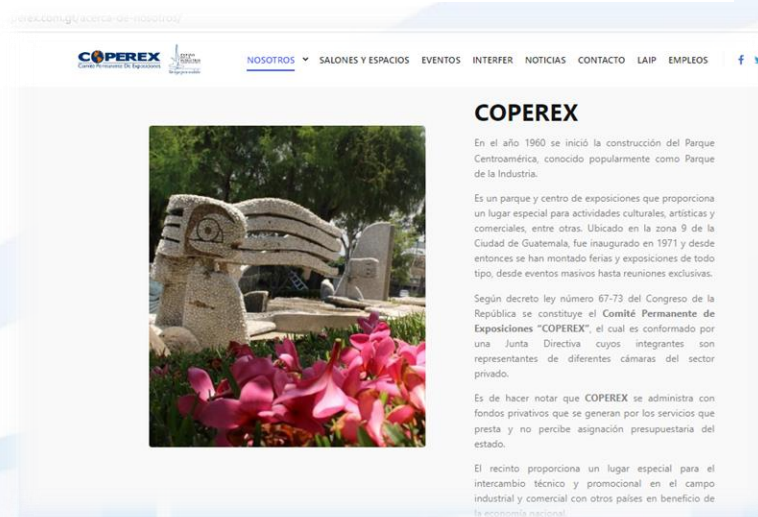 erex.com.gt/acerca-de-nosotros/
COPEREX
Comité Permanente De Exposiciones
NOSOTROS SALONES Y ESPACIOS EVENTOS INTERFER NOTICIAS CONTACTO LAIP EMPLEOS
COPEREX
En el año 1960 se inició la construcción del Parque
Centroamérica, conocido popularmente como Parque
de la Industria.
Es un parque y centro de exposiciones que proporciona
un lugar especial para actividades culturales, artísticas y
comerciales, entre otras. Ubicado en la zona 9 de la
Ciudad de Guatemala, fue inaugurado en 1971 y desde
entonces se han montado ferias y exposiciones de todo
tipo, desde eventos masivos hasta reuniones exclusivas.
Según decreto ley número 67-73 del Congreso de la
República se constituye el Comité Permanente de
Exposiciones “COPEREX”, el cual es conformado por
una Junta Directiva cuyos integrantes son
representantes de diferentes cámaras del sector
privado.
Es de hacer notar que COPEREX se administra con
fondos privativos que se generan por los servicios que
presta y no percibe asignación presupuestaria del
estado.
El recinto proporciona un lugar especial para el
intercambio técnico y promocional en el campo
industrial y comercial con otros países en beneficio de
la economía nacional.